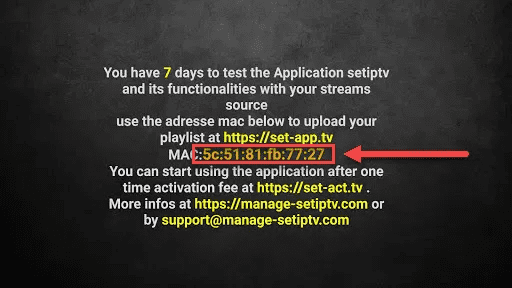 You have 7 days to test the Application setiptv
and its functionalities with your streams
source
use the adresse mac below to upload your
playlist at https://set-app.tv
MAC:5c:51:81:fb:77:27
You can start using the application after one
time activation fee at https://set-act.tv .
More infos at https://manage-setiptv.com or
by support@manage-setiptv.com